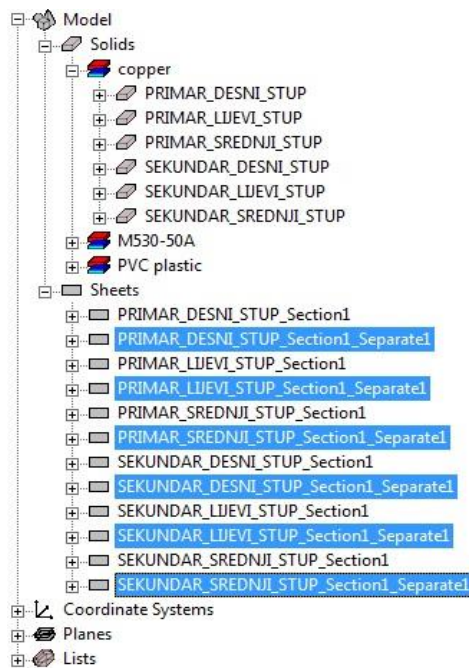 Model
Solids
copper
PRIMAR_DESNI_STUP
PRIMAR_LIJEVI_STUP
PRIMAR_SREDNJI_STUP
SEKUNDAR_DESNI_STUP
SEKUNDAR_LIJEVI_STUP
SEKUNDAR_SREDNJI_STUP
M530-50A
PVC plastic
Sheets
PRIMAR_DESNI_STUP_Section1
PRIMAR_DESNI_STUP_Section1_Separate1
PRIMAR_LIJEVI_STUP_Section1
PRIMAR_LIJEVI_STUP_Section1_Separate1
PRIMAR_SREDNJI_STUP_Section1
PRIMAR_SREDNJI_STUP_Section1_Separate1
SEKUNDAR_DESNI_STUP_Section1
SEKUNDAR_DESNI_STUP_Section1_Separate1
SEKUNDAR_LIJEVI_STUP_Section1
SEKUNDAR_LIJEVI_STUP_Section1_Separate1
SEKUNDAR_SREDNJI_STUP_Section1
SEKUNDAR_SREDNJI_STUP_Section1_Separate1
Coordinate Systems
Planes
Lists